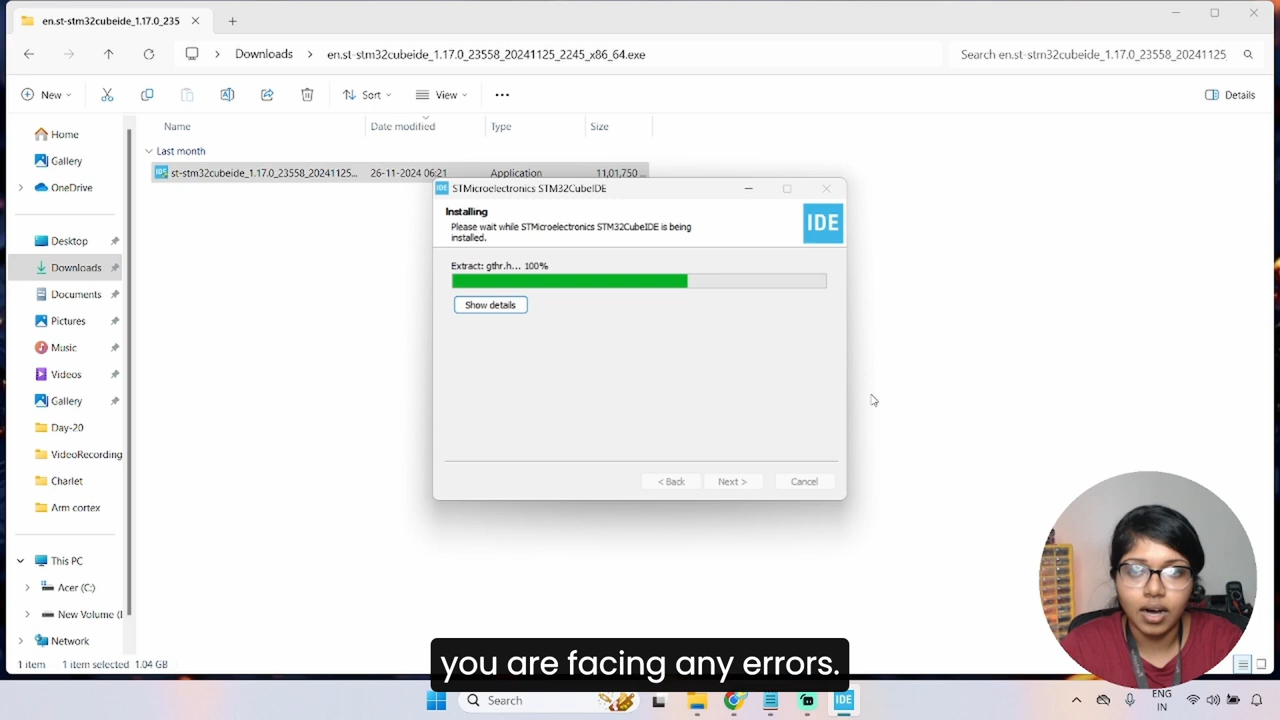 en.st-stm32cubeide_1.17.0_235
Downloads > en.st-stm32cubeide_1.17.0_23558_20241125_2245_x86_64.exe
Search en.st-stm32cubeide_1.17.0_23558_20241125_
New
Sort
View
Details
Name
Date modified
Type
Size
Last month
st-stm32cubeide_1.17.0_23558_20241125...
26-11-2024 06:21
Application
11,01,750
Home
Gallery
OneDrive
Desktop
Downloads
Documents
Pictures
Music
Videos
Gallery
Day-20
VideoRecording
Charlet
Arm cortex
This PC
Acer (C:)
New Volume (I
Network
IDE STMicroelectronics STM32CubeIDE
Installing
Please wait while STMicroelectronics STM32CubeIDE is being
installed.
IDE
Extract: gthr.h... 100%
Show details
< Back
Next >
Cancel
you are facing any errors.
1 item
1 item selected 1.04 GB
Search
IDE
ENG
IN